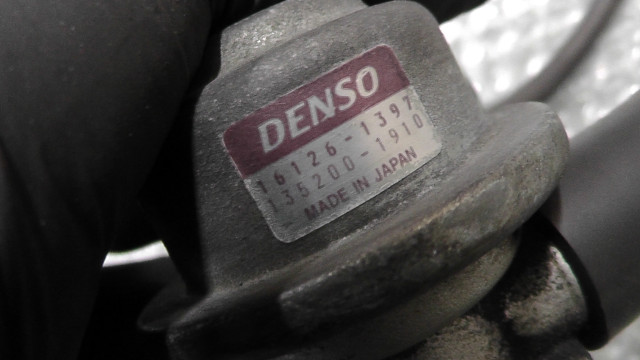 DENSO
16126-1397
135200-1910
MADE IN JAPAN